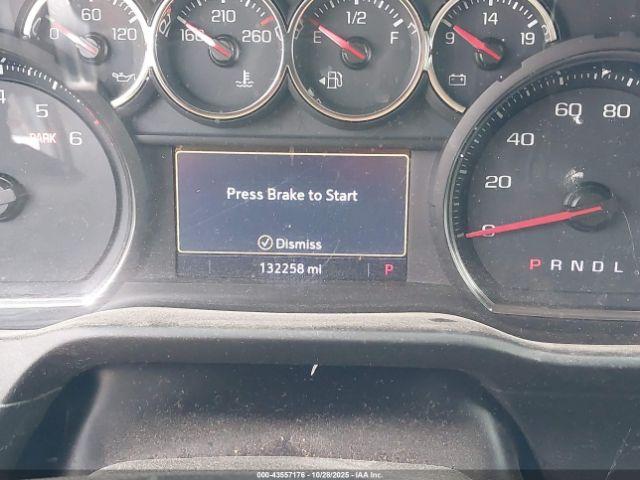 0 60 120
160 210 260
E 1/2 F
9 14 19
4 5 6
PARK
Press Brake to Start
Dismiss
132258 mi P
0 20 40 60 80
P R N D L
000-43557176 | 10/28/2025 | IAA Inc.